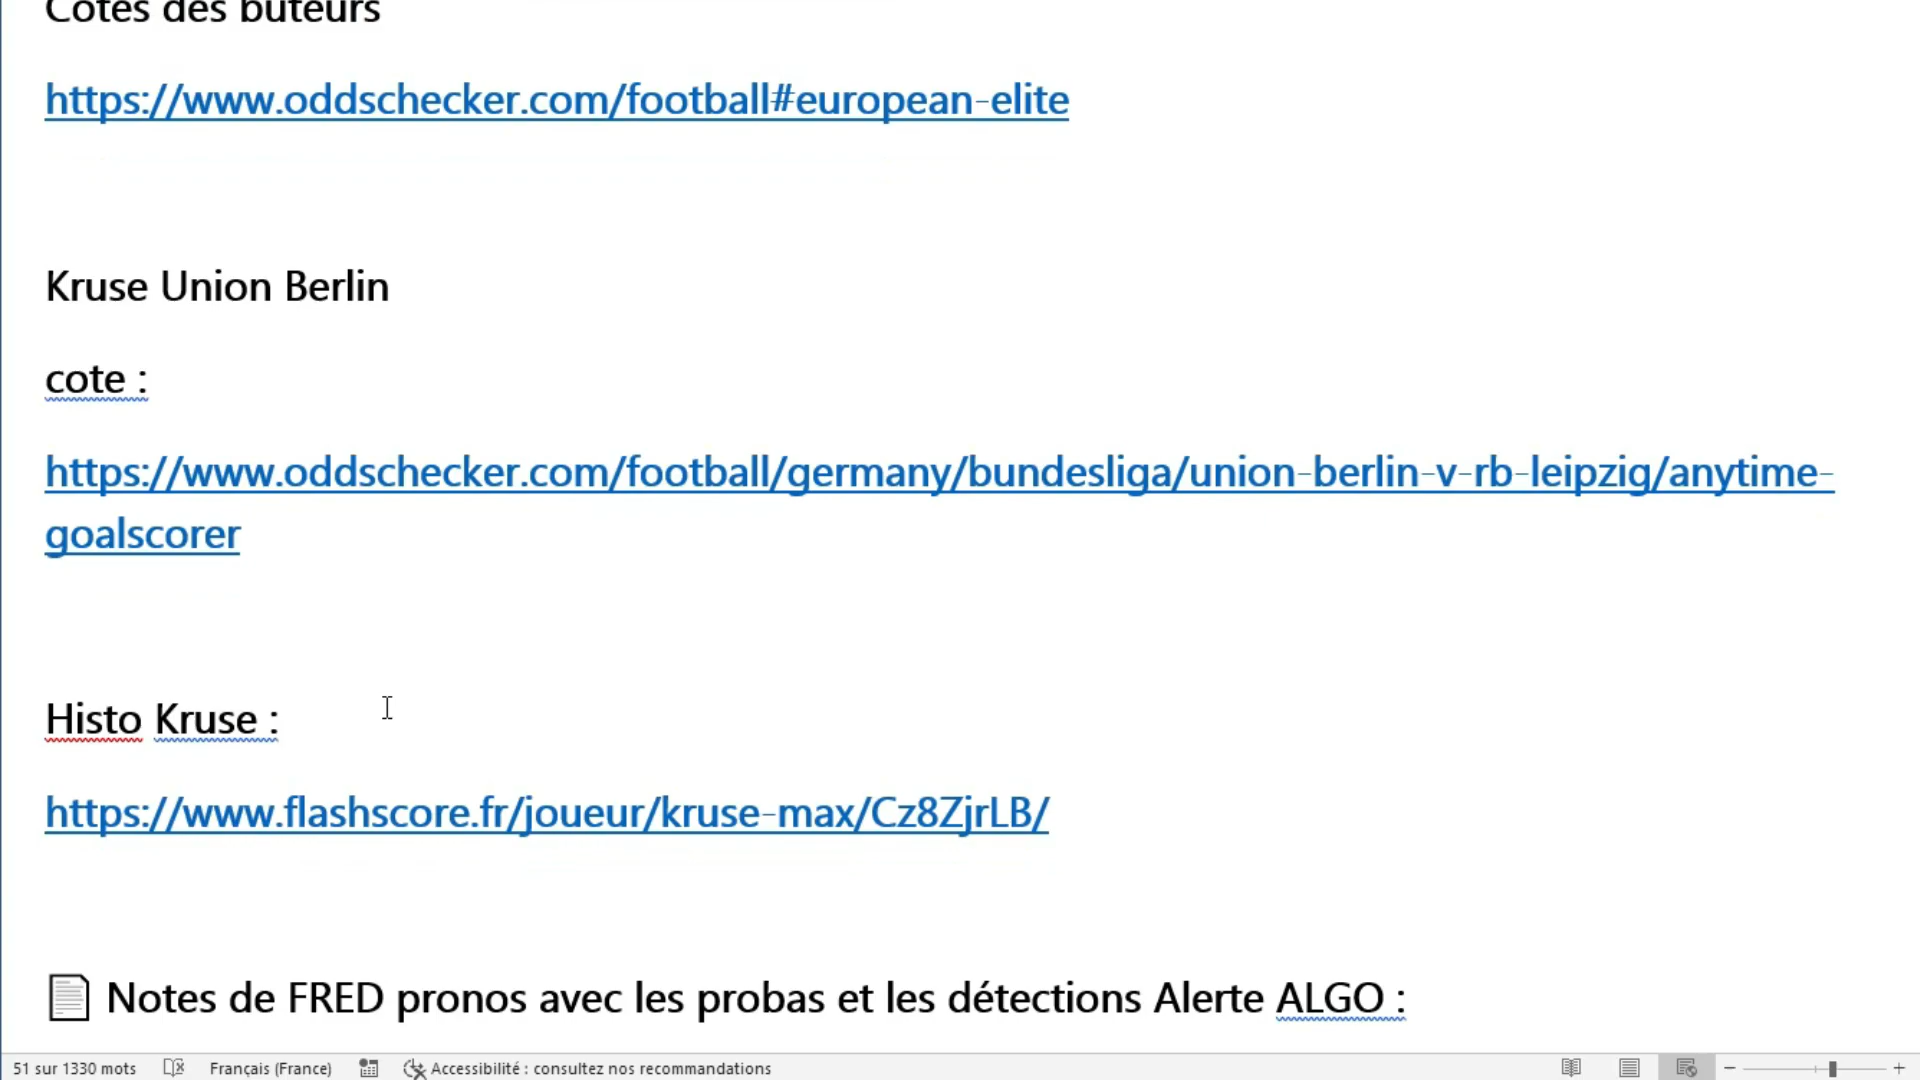 Cotes des buteurs
https://www.oddschecker.com/football#european-elite
Kruse Union Berlin
cote :
https://www.oddschecker.com/football/germany/bundesliga/union-berlin-v-rb-leipzig/anytime-
goalscorer
Histo Kruse :
https://www.flashscore.fr/joueur/kruse-max/Cz8ZjrLB/
Notes de FRED pronos avec les probas et les détections Alerte ALGO :
51 sur 1330 mots Français (France) Accessibilité : consultez nos recommandations